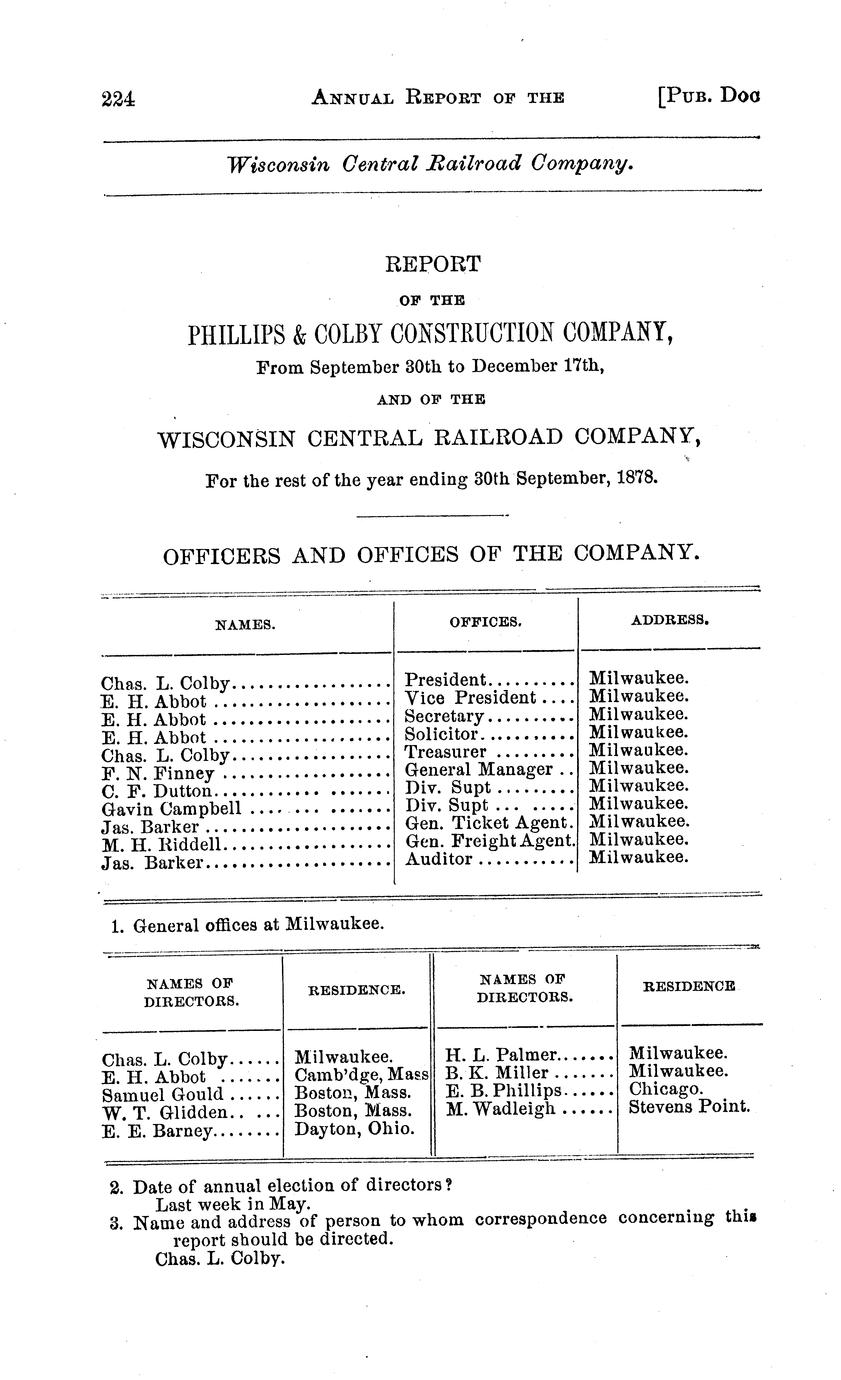 224 ANNUAL REPORT OF THE [PUB. DOC
Wisconsin Central Railroad Company.
REPORT
OF THE
PHILLIPS & COLBY CONSTRUCTION COMPANY,
From September 30th to December 17th,
AND OF THE
WISCONSIN CENTRAL RAILROAD COMPANY,
For the rest of the year ending 30th September, 1878.
OFFICERS AND OFFICES OF THE COMPANY.
NAMES. OFFICES. ADDRESS.
Chas. L. Colby.................. President.......... Milwaukee.
E. H. Abbot ................... Vice President .... Milwaukee.
E. H. Abbot ................... Secretary.......... Milwaukee.
E. H. Abbot ................... Solicitor........... Milwaukee.
Chas. L. Colby.................. Treasurer ......... Milwaukee.
F. N. Finney .................. General Manager .. Milwaukee.
C. F. Dutton............ ....... Div. Supt ......... Milwaukee.
Gavin Campbell .... ... ....... Div. Supt ... ..... Milwaukee.
Jas. Barker ..................... Gen. Ticket Agent. Milwaukee.
M. H. Riddell................... Gen. Freight Agent. Milwaukee.
Jas. Barker..................... Auditor ........... Milwaukee.
1. General offices at Milwaukee.
NAMES OF DIRECTORS. RESIDENCE. NAMES OF DIRECTORS. RESIDENCE
Chas. L. Colby...... Milwaukee. H. L. Palmer....... Milwaukee.
E. H. Abbot ....... Camb'dge, Mass B. K. Miller ....... Milwaukee.
Samuel Gould ...... Boston, Mass. E. B. Phillips...... Chicago.
W. T. Glidden.. ... Boston, Mass. M. Wadleigh ...... Stevens Point.
E. E. Barney........ Dayton, Ohio.
2. Date of annual election of directors?
Last week in May.
3. Name and address of person to whom correspondence concerning this
report should be directed.
Chas. L. Colby.